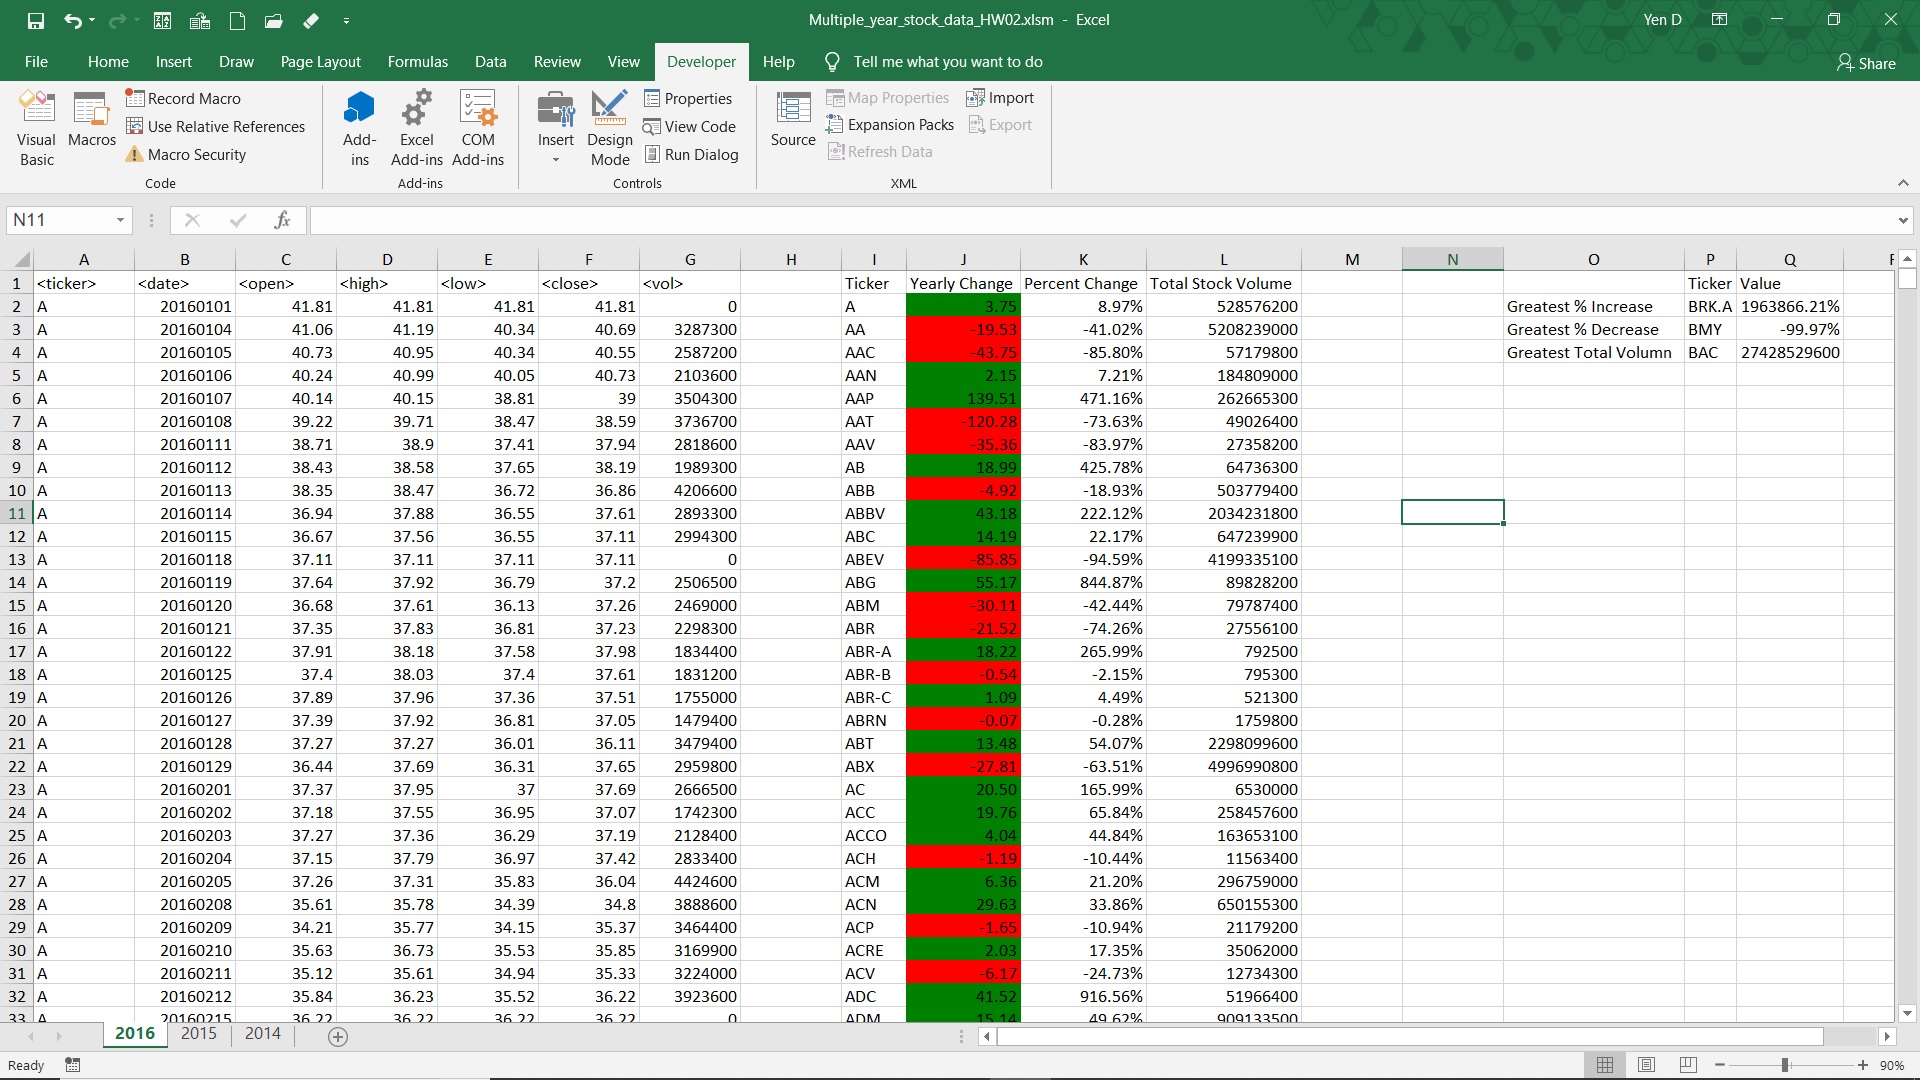 Multiple_year_stock_data_HW02.xlsm - Excel
Yen D
File Home Insert Draw Page Layout Formulas Data Review View Developer Help Tell me what you want to do Share
Visual Basic
Macros
Record Macro
Use Relative References
Macro Security
Code
Add-ins
Excel Add-ins
COM Add-ins
Add-ins
Insert
Design Mode
Properties
View Code
Run Dialog
Controls
Source
Map Properties
Expansion Packs
Refresh Data
Import
Export
XML
N11
fx
A B C D E F G H I J K L M N O P Q
1 <ticker> <date> <open> <high> <low> <close> <vol> Ticker Yearly Change Percent Change Total Stock Volume Ticker Value
2 A 20160101 41.81 41.81 41.81 41.81 0 A 3.75 8.97% 528576200 Greatest % Increase BRK.A 1963866.21%
3 A 20160104 41.06 41.19 40.34 40.69 3287300 AA -19.53 -41.02% 5208239000 Greatest % Decrease BMY -99.97%
4 A 20160105 40.73 40.95 40.34 40.55 2587200 AAC -43.75 -85.80% 57179800 Greatest Total Volumn BAC 27428529600
5 A 20160106 40.24 40.99 40.05 40.73 2103600 AAN 2.15 7.21% 184809000
6 A 20160107 40.14 40.15 38.81 39 3504300 AAP 139.51 471.16% 262665300
7 A 20160108 39.22 39.71 38.47 38.59 3736700 AAT -120.28 -73.63% 49026400
8 A 20160111 38.71 38.9 37.41 37.94 2818600 AAV -35.36 -83.97% 27358200
9 A 20160112 38.43 38.58 37.65 38.19 1989300 AB 18.99 425.78% 64736300
10 A 20160113 38.35 38.47 36.72 36.86 4206600 ABB -4.92 -18.93% 503779400
11 A 20160114 36.94 37.88 36.55 37.61 2893300 ABBV 43.18 222.12% 2034231800
12 A 20160115 36.67 37.56 36.55 37.11 2994300 ABC 14.19 22.17% 647239900
13 A 20160118 37.11 37.11 37.11 37.11 0 ABEV -85.85 -94.59% 4199335100
14 A 20160119 37.64 37.92 36.79 37.2 2506500 ABG 55.17 844.87% 89828200
15 A 20160120 36.68 37.61 36.13 37.26 2469000 ABM -30.11 -42.44% 79787400
16 A 20160121 37.35 37.83 36.81 37.23 2298300 ABR -21.52 -74.26% 27556100
17 A 20160122 37.91 38.18 37.58 37.98 1834400 ABR-A 18.22 265.99% 792500
18 A 20160125 37.4 38.03 37.4 37.61 1831200 ABR-B -0.54 -2.15% 795300
19 A 20160126 37.89 37.96 37.36 37.51 1755000 ABR-C 1.09 4.49% 521300
20 A 20160127 37.39 37.92 36.81 37.05 1479400 ABRN -0.07 -0.28% 1759800
21 A 20160128 37.27 37.27 36.01 36.11 3479400 ABT 13.48 54.07% 2298099600
22 A 20160129 36.44 37.69 36.31 37.65 2959800 ABX -27.81 -63.51% 4996990800
23 A 20160201 37.37 37.95 37 37.69 2666500 AC 20.50 165.99% 6530000
24 A 20160202 37.18 37.55 36.95 37.07 1742300 ACC 19.76 65.84% 258457600
25 A 20160203 37.27 37.36 36.29 37.19 2128400 ACCO 4.04 44.84% 163653100
26 A 20160204 37.15 37.79 36.97 37.42 2833400 ACH -1.19 -10.44% 11563400
27 A 20160205 37.26 37.31 35.83 36.04 4424600 ACM 6.36 21.20% 296759000
28 A 20160208 35.61 35.78 34.39 34.8 3888600 ACN 29.63 33.86% 650155300
29 A 20160209 34.21 35.77 34.15 35.37 3464400 ACP -1.65 -10.94% 21179200
30 A 20160210 35.63 36.73 35.53 35.85 3169900 ACRE 2.03 17.35% 35062000
31 A 20160211 35.12 35.61 34.94 35.33 3224000 ACV -6.17 -24.73% 12734300
32 A 20160212 35.84 36.23 35.52 36.22 3923600 ADC 41.52 916.56% 51966400
33 A 20160215 36.22 36.22 36.22 36.22 0 ADM 15.14 49.62% 909133500
2016 2015 2014
Ready
90%